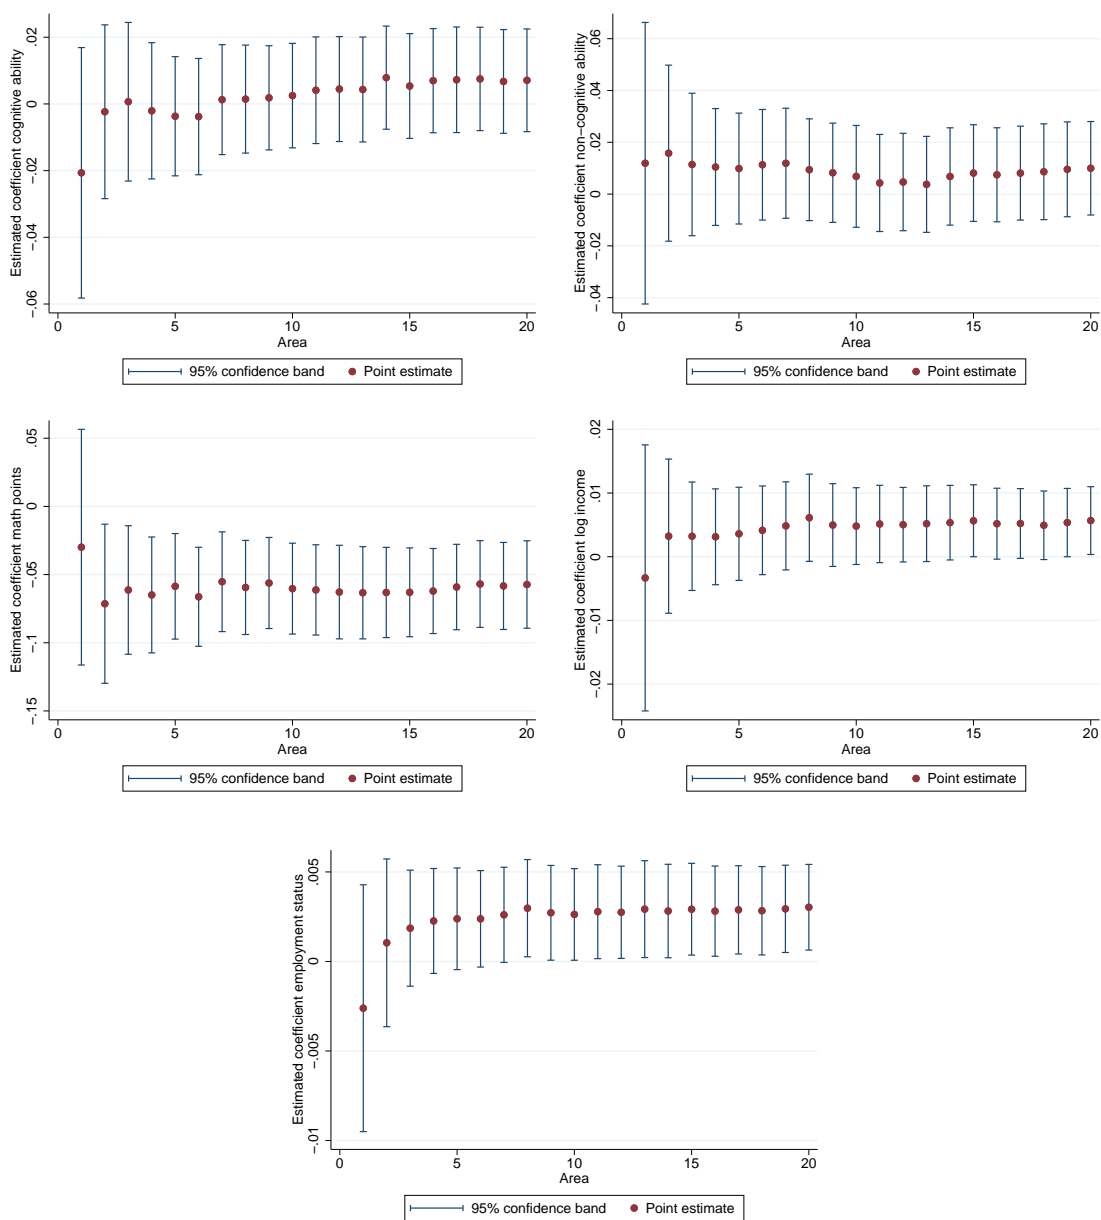 Estimated coefficient cognitive ability
.02
0
−.02
−.04
−.06
0 5 10 15 20
Area
95% confidence band Point estimate
Estimated coefficient non−cognitive ability
.06
.04
.02
0
−.02
−.04
0 5 10 15 20
Area
95% confidence band Point estimate
Estimated coefficient math points
.05
0
−.05
−.1
−.15
0 5 10 15 20
Area
95% confidence band Point estimate
Estimated coefficient log income
.02
.01
0
−.01
−.02
0 5 10 15 20
Area
95% confidence band Point estimate
Estimated coefficient employment status
.005
0
−.005
−.01
0 5 10 15 20
Area
95% confidence band Point estimate